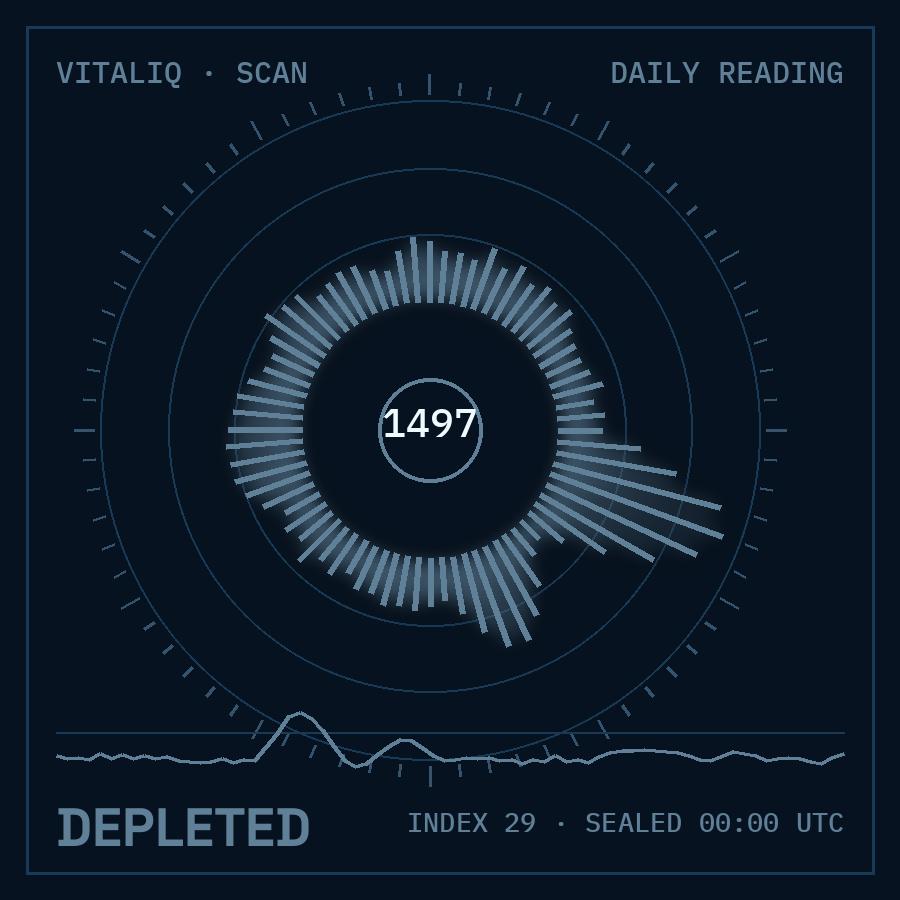 VITALIQ · SCAN
DAILY READING
1497
DEPLETED
INDEX 29 · SEALED 00:00 UTC